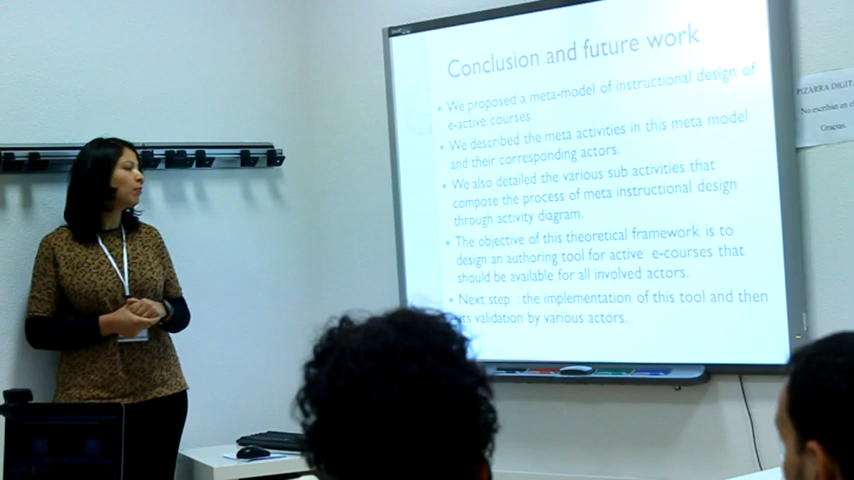 Conclusion and future work
• We proposed a meta-model of instructional design of
e-active courses.
• We described the meta activities in this meta model
and their corresponding actors.
• We also detailed the various sub activities that
compose the process of meta instructional design
through activity diagram.
• The objective of this theoretical framework is to
design an authoring tool for active e-courses that
should be available for all involved actors.
• Next step : the implementation of this tool and then
its validation by various actors.
PIZARRA DIGIT
No escriban en el
Gracias.